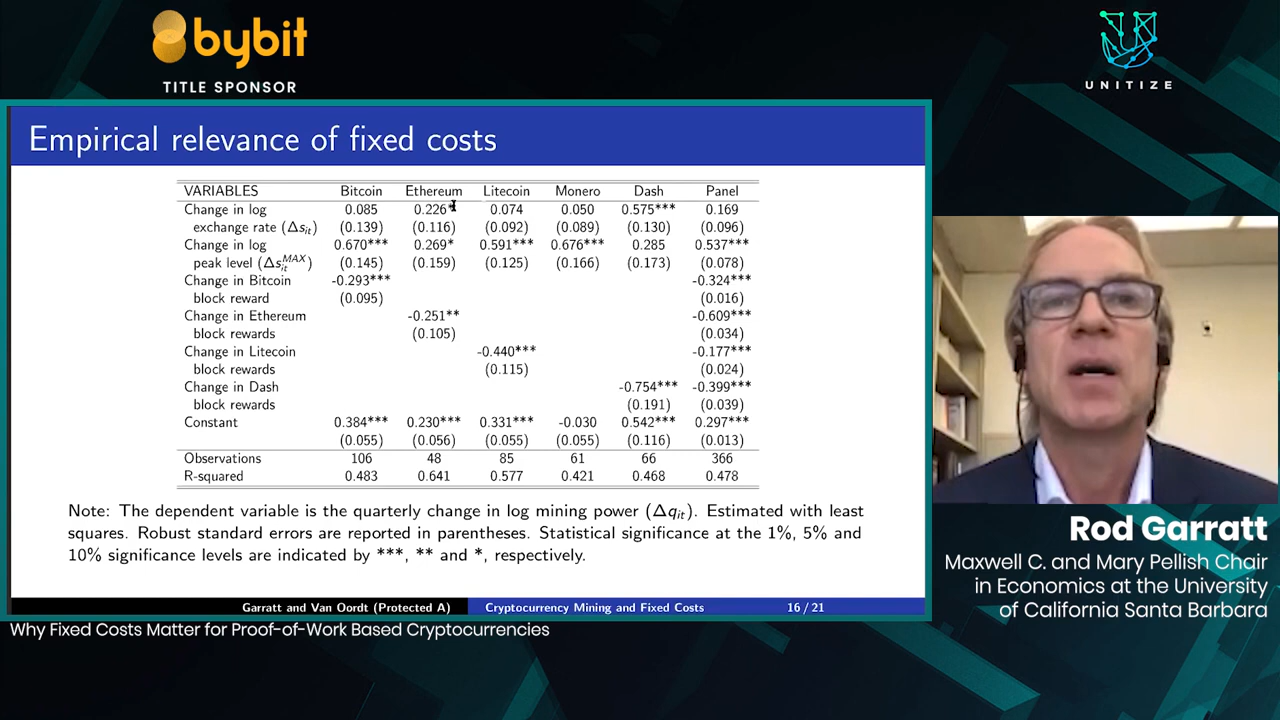 bybit
TITLE SPONSOR
UNITIZE
Empirical relevance of fixed costs
VARIABLES Bitcoin Ethereum Litecoin Monero Dash Panel
Change in log 0.085 0.226* 0.074 0.050 0.575*** 0.169
exchange rate (Δsᵢₜ) (0.139) (0.116) (0.092) (0.089) (0.130) (0.096)
Change in log 0.670*** 0.269* 0.591*** 0.676*** 0.285 0.537***
peak level (Δsᵢₜᴹᴬˣ) (0.145) (0.159) (0.125) (0.166) (0.173) (0.078)
Change in Bitcoin -0.293*** -0.324***
block reward (0.095) (0.016)
Change in Ethereum -0.251** -0.609***
block rewards (0.105) (0.034)
Change in Litecoin -0.440*** -0.177***
block rewards (0.115) (0.024)
Change in Dash -0.754*** -0.399***
block rewards (0.191) (0.039)
Constant 0.384*** 0.230*** 0.331*** -0.030 0.542*** 0.297***
(0.055) (0.056) (0.055) (0.055) (0.116) (0.013)
Observations 106 48 85 61 66 366
R-squared 0.483 0.641 0.577 0.421 0.468 0.478
Note: The dependent variable is the quarterly change in log mining power (Δqᵢₜ). Estimated with least
squares. Robust standard errors are reported in parentheses. Statistical significance at the 1%, 5% and
10% significance levels are indicated by ***, ** and *, respectively.
Garratt and Van Oordt (Protected A) Cryptocurrency Mining and Fixed Costs 16 / 21
Why Fixed Costs Matter for Proof-of-Work Based Cryptocurrencies
Rod Garratt
Maxwell C. and Mary Pellish Chair
in Economics at the University
of California Santa Barbara